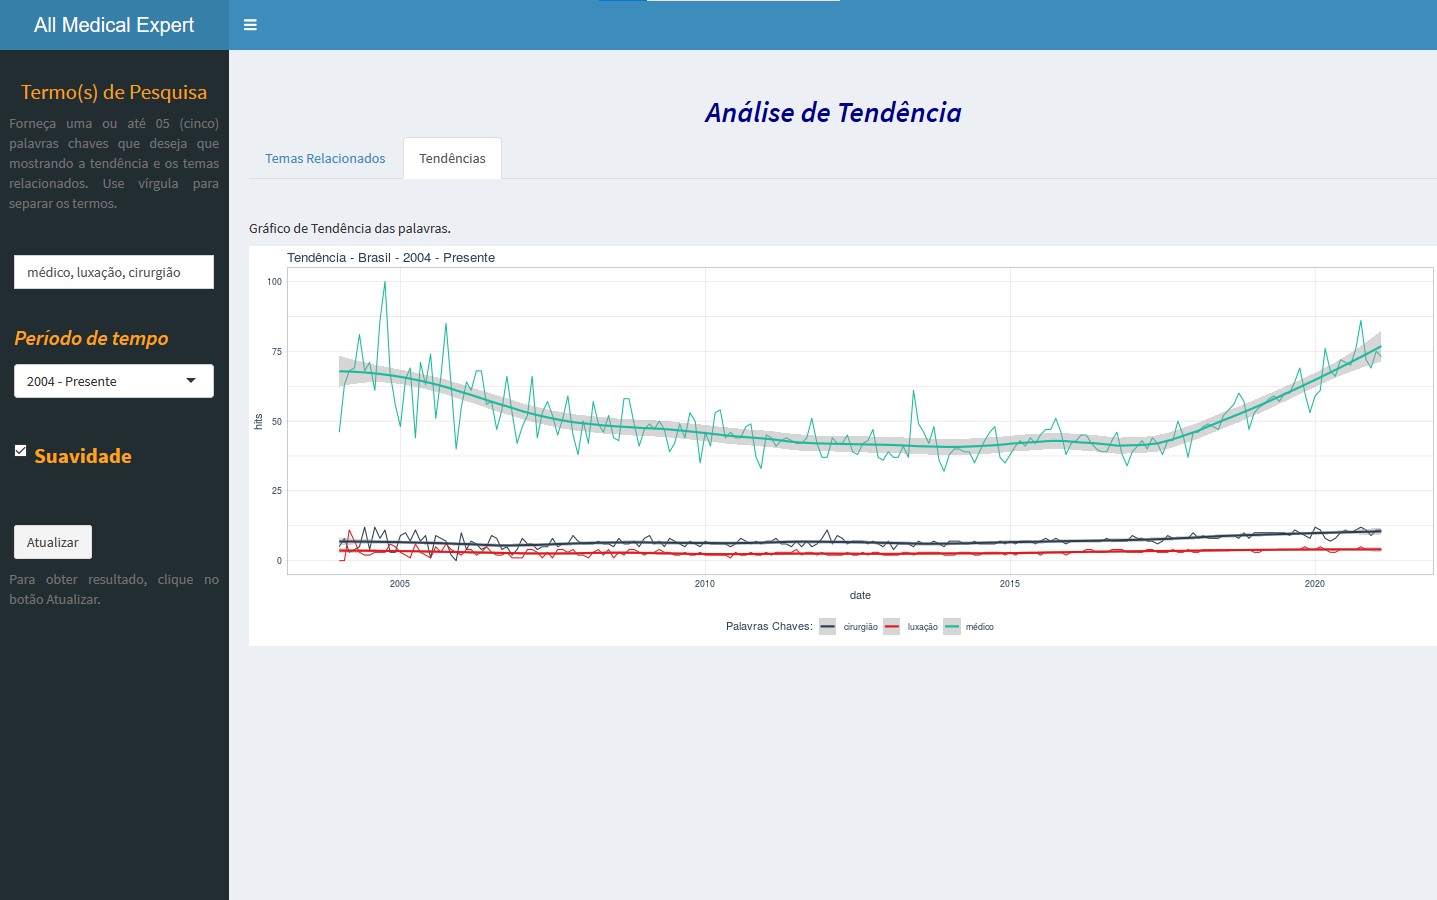 All Medical Expert
Termo(s) de Pesquisa
Forneça uma ou até 05 (cinco)
palavras chaves que deseja que
mostrando a tendência e os temas
relacionados. Use vírgula para
separar os termos.
médico, luxação, cirurgião
Período de tempo
2004 - Presente
Suavidade
Atualizar
Para obter resultado, clique no
botão Atualizar.
Análise de Tendência
Temas Relacionados
Tendências
Gráfico de Tendência das palavras.
Tendência - Brasil - 2004 - Presente
100
75
50
25
0
hits
2005
2010
2015
2020
date
Palavras Chaves:
cirurgião
luxação
médico